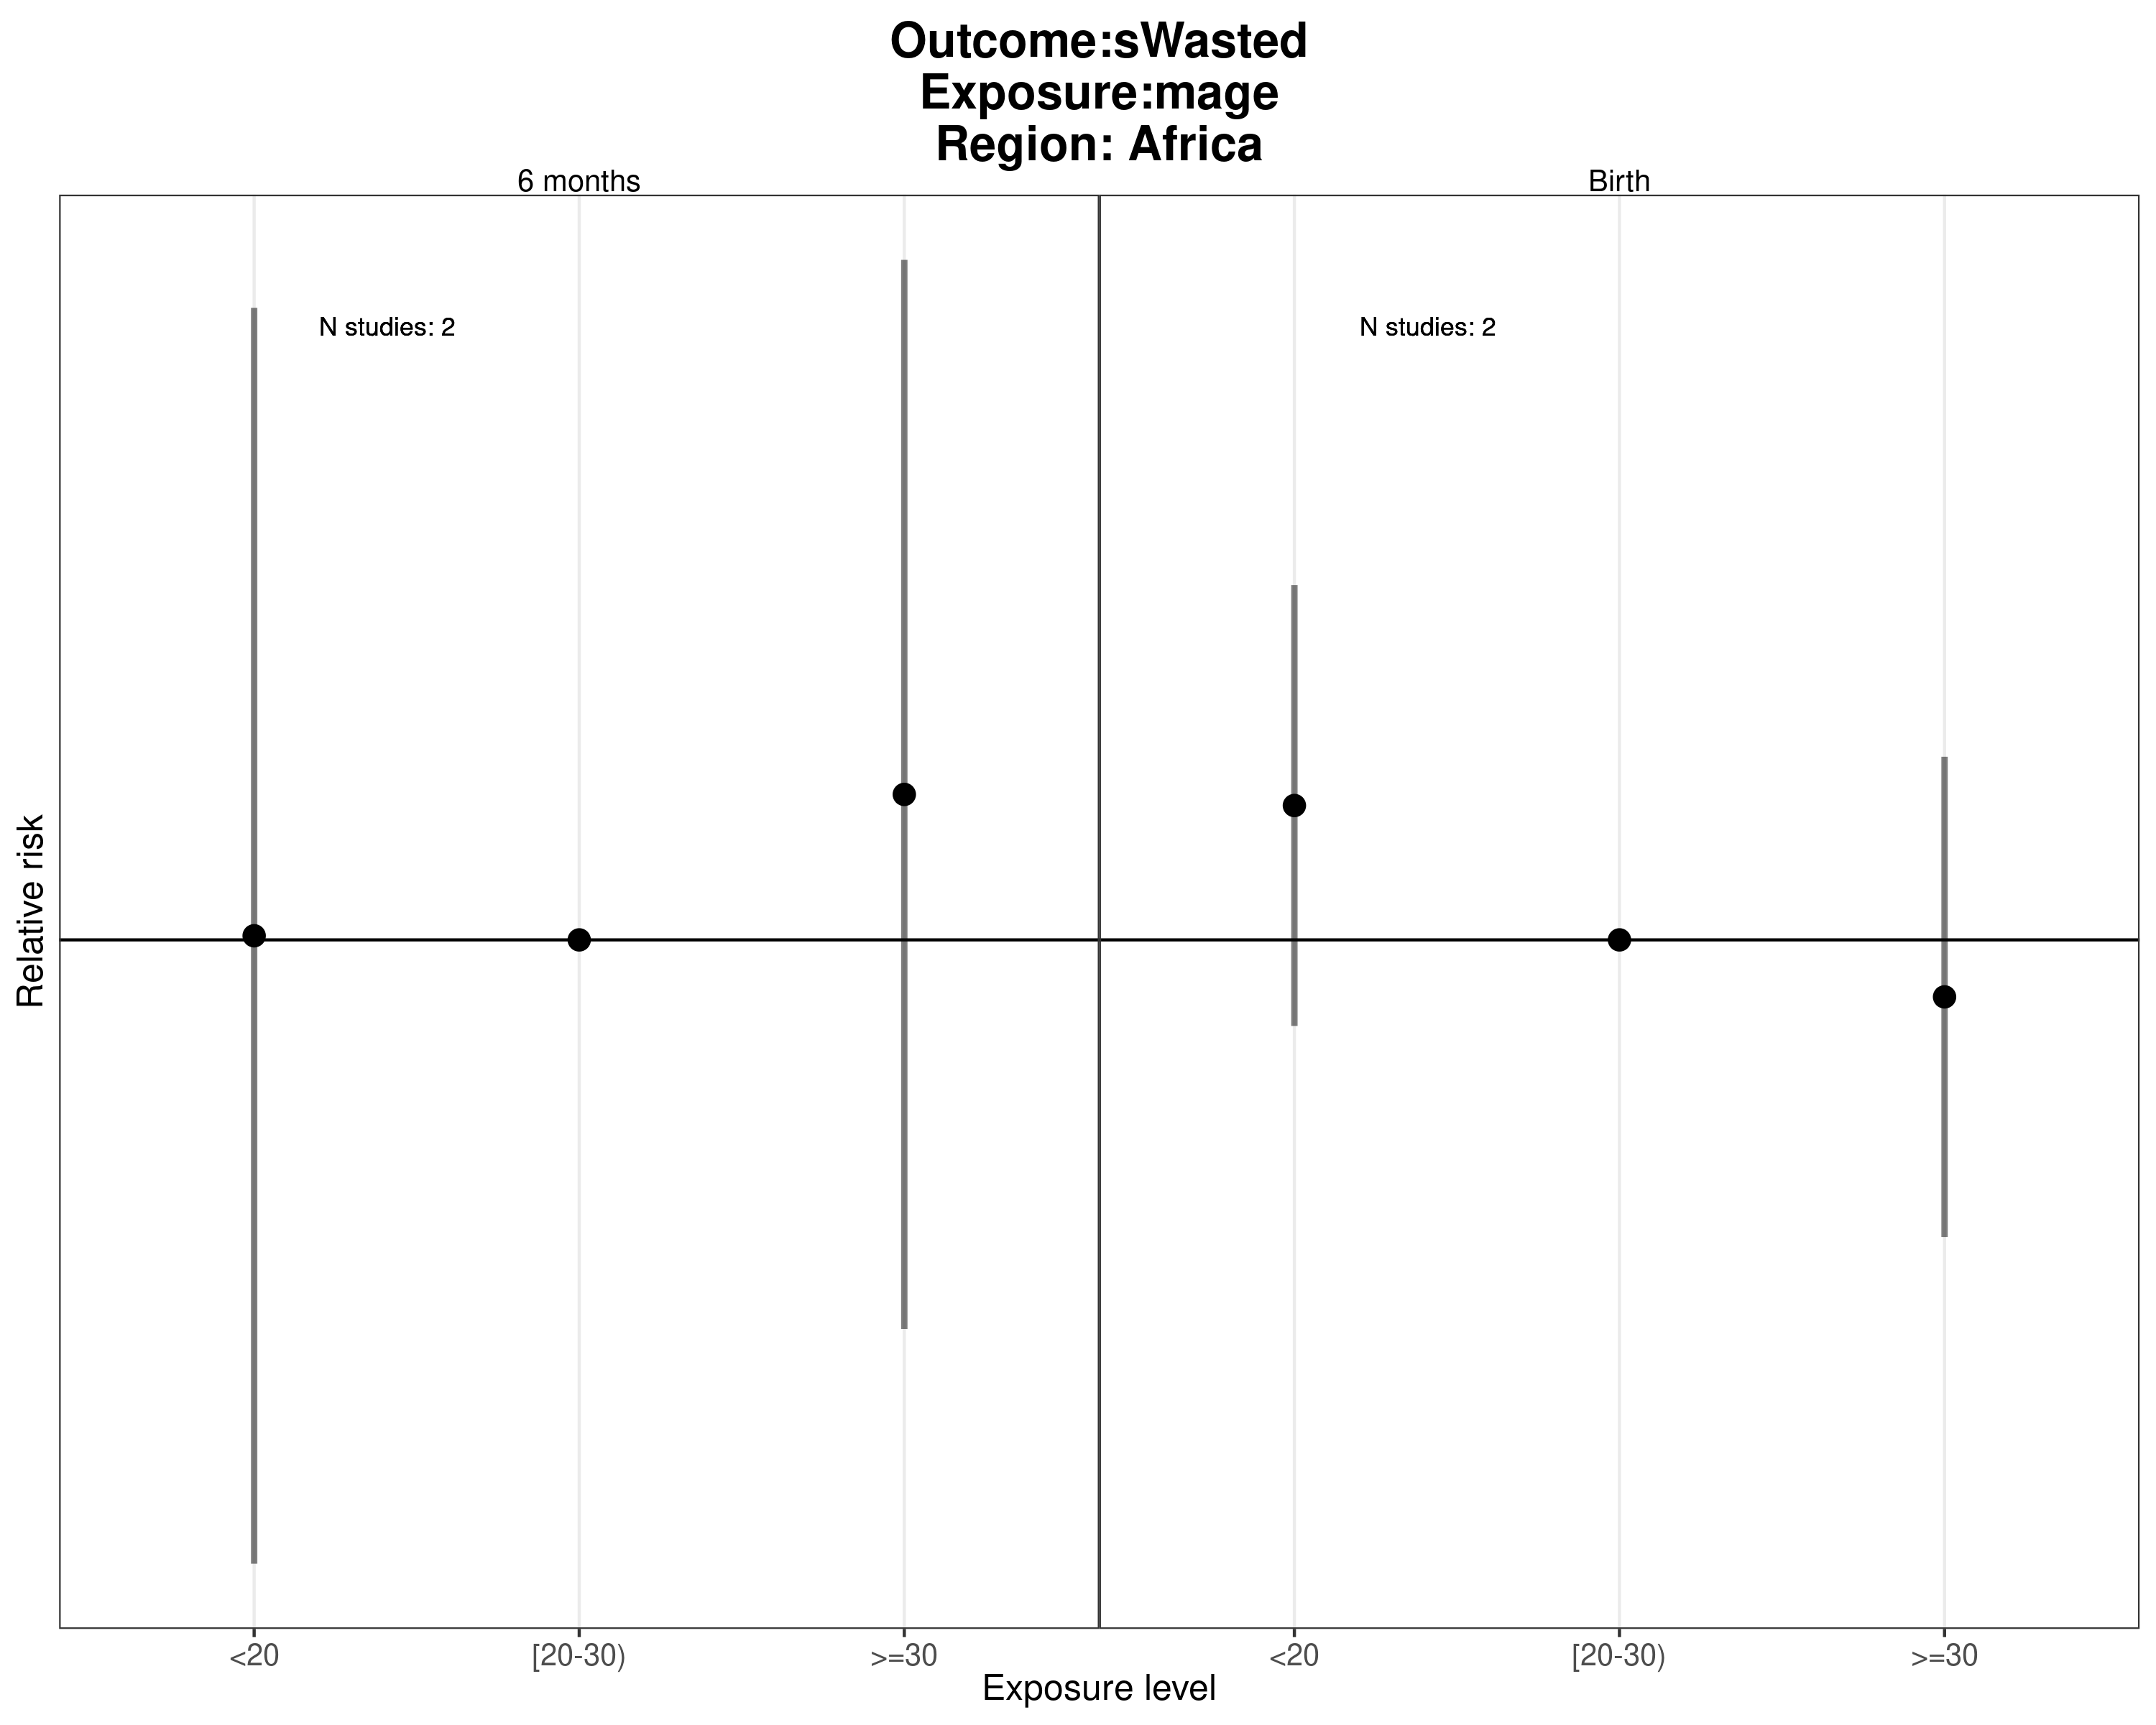 Outcome:sWasted
Exposure:mage
Region: Africa
6 months
Birth
N studies: 2
N studies: 2
Relative risk
<20
[20-30)
>=30
<20
[20-30)
>=30
Exposure level